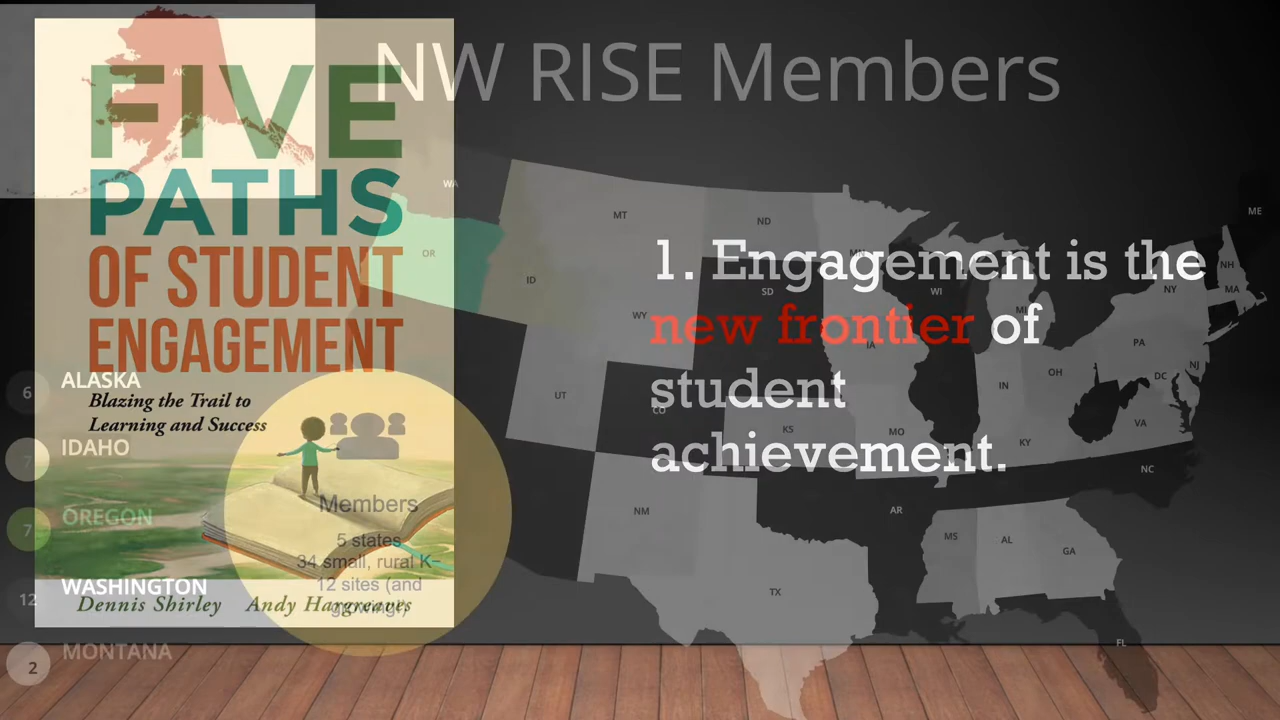 NW RISE Members
FIVE
PATHS
OF STUDENT
ENGAGEMENT
Blazing the Trail to
Learning and Success
Dennis Shirley Andy Hargreaves
1. Engagement is the
new frontier of
student
achievement.
6 ALASKA
7 IDAHO
7 OREGON
12 WASHINGTON
2 MONTANA
Members
5 states
34 small, rural K–
12 sites (and
growing!)
AK
WA
OR
ID
MT
ND
MN
SD
WI
WY
MI
IA
UT
CO
KS
MO
IN
OH
KY
PA
NY
NH
MA
ME
NJ
DC
VA
NC
NM
AR
MS
AL
GA
TX
FL